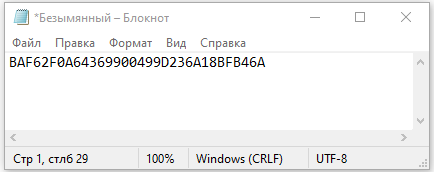 *Безымянный – Блокнот
Файл Правка Формат Вид Справка
BAF62F0A64369900499D236A18BFB46A
Стр 1, стлб 29 100% Windows (CRLF) UTF-8